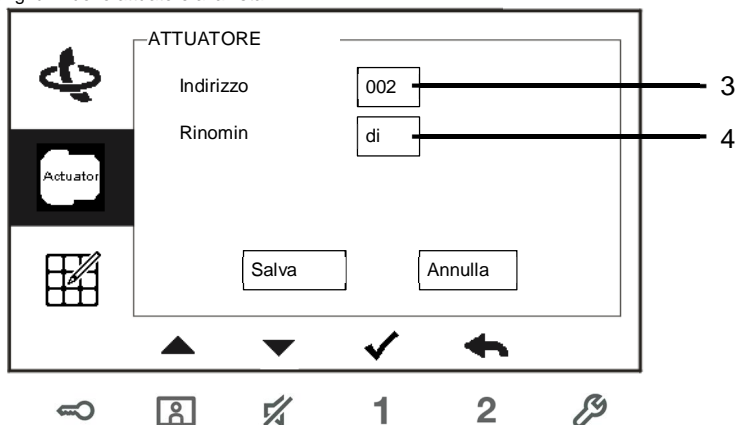 ATTUATORE
Indirizzo 002 3
Rinomin di 4
Actuator
Salva Annulla
1 2